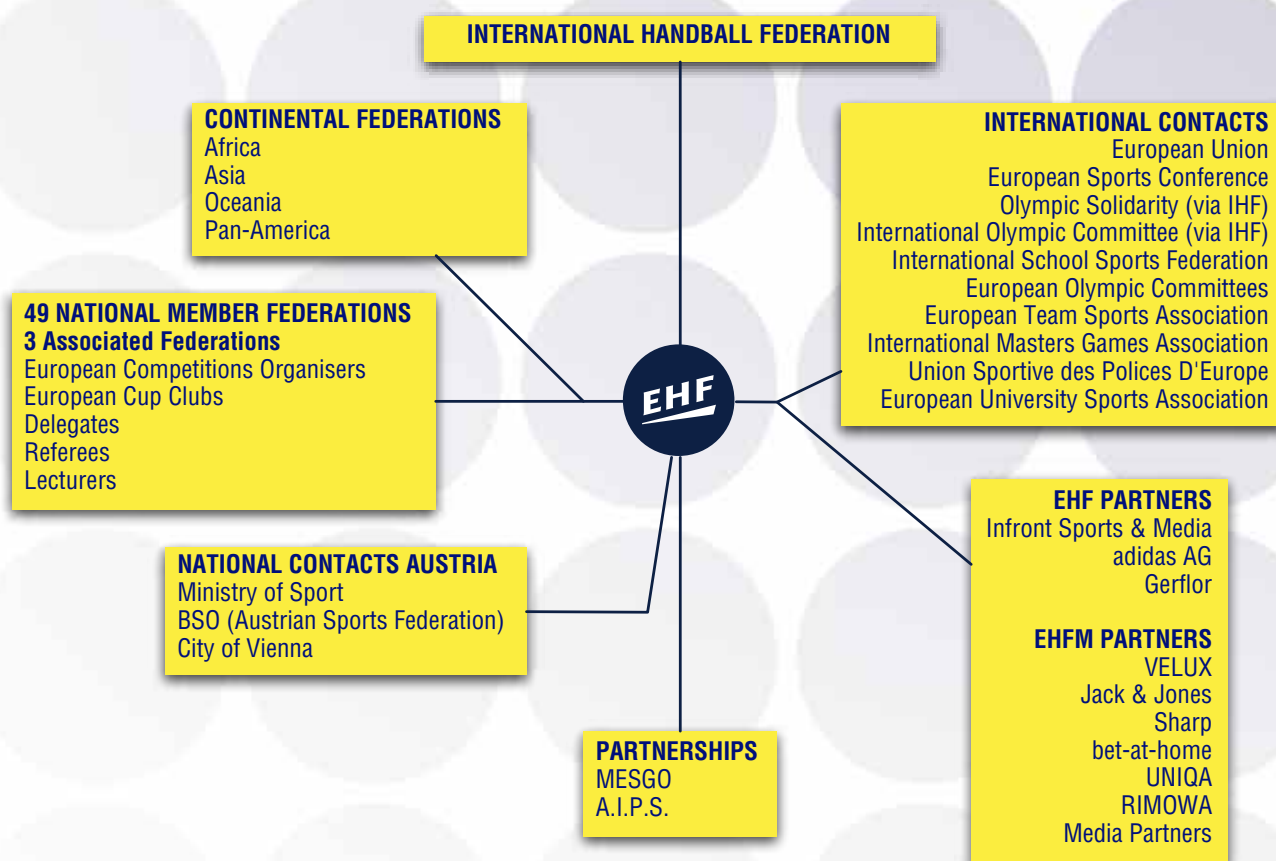 INTERNATIONAL HANDBALL FEDERATION
CONTINENTAL FEDERATIONS
Africa
Asia
Oceania
Pan-America
INTERNATIONAL CONTACTS
European Union
European Sports Conference
Olympic Solidarity (via IHF)
International Olympic Committee (via IHF)
International School Sports Federation
European Olympic Committees
European Team Sports Association
International Masters Games Association
Union Sportive des Polices D'Europe
European University Sports Association
49 NATIONAL MEMBER FEDERATIONS
3 Associated Federations
European Competitions Organisers
European Cup Clubs
Delegates
Referees
Lecturers
EHF
NATIONAL CONTACTS AUSTRIA
Ministry of Sport
BSO (Austrian Sports Federation)
City of Vienna
EHF PARTNERS
Infront Sports & Media
adidas AG
Gerflor
EHFM PARTNERS
VELUX
Jack & Jones
Sharp
bet-at-home
UNIQA
RIMOWA
Media Partners
PARTNERSHIPS
MESGO
A.I.P.S.